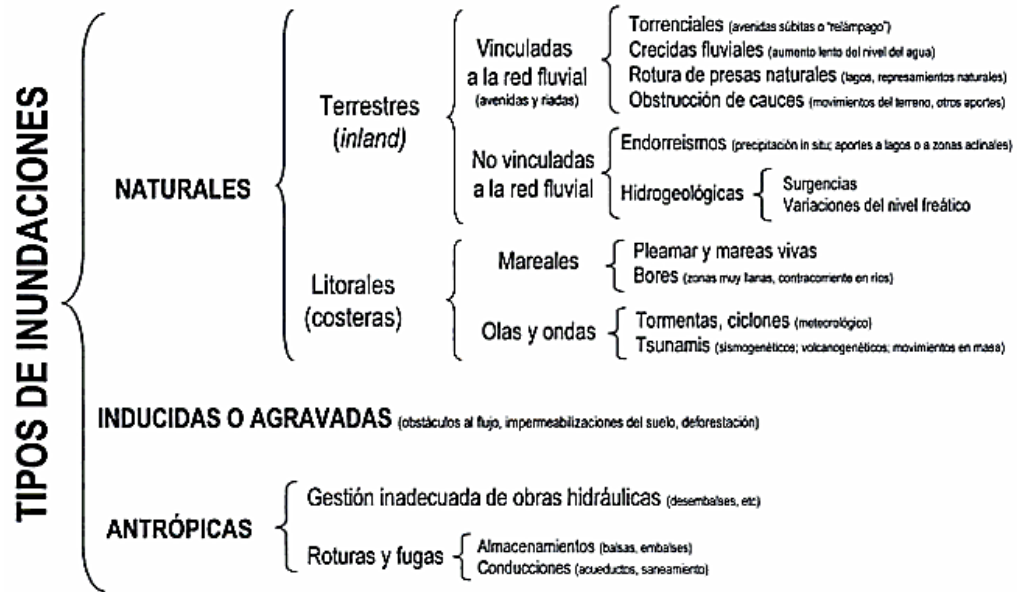 TIPOS DE INUNDACIONES
NATURALES
Terrestres
(inland)
Vinculadas
a la red fluvial
(avenidas y riadas)
Torrenciales (avenidas súbitas o "relámpago")
Crecidas fluviales (aumento lento del nivel del agua)
Rotura de presas naturales (lagos, represamientos naturales)
Obstrucción de cauces (movimientos del terreno, otros aportes)
No vinculadas
a la red fluvial
Endorreismos (precipitación in situ; aportes a lagos o a zonas)
Hidrogeológicas
Surgencias
Variaciones del nivel freático
Litorales
(costeras)
Mareales
Pleamar y mareas vivas
Bores (zonas muy llanas, contracorriente en ríos)
Olas y ondas
Tormentas, ciclones (meteorológico)
Tsunamis (sismogenéticos; volcanogenéticos; movimientos en masa)
INDUCIDAS O AGRAVADAS (obstáculos al flujo, impermeabilizaciones del suelo, deforestación)
ANTRÓPICAS
Gestión inadecuada de obras hidráulicas (desembalses, etc)
Roturas y fugas
Almacenamientos (balsas, embalses)
Conducciones (acueductos, saneamiento)